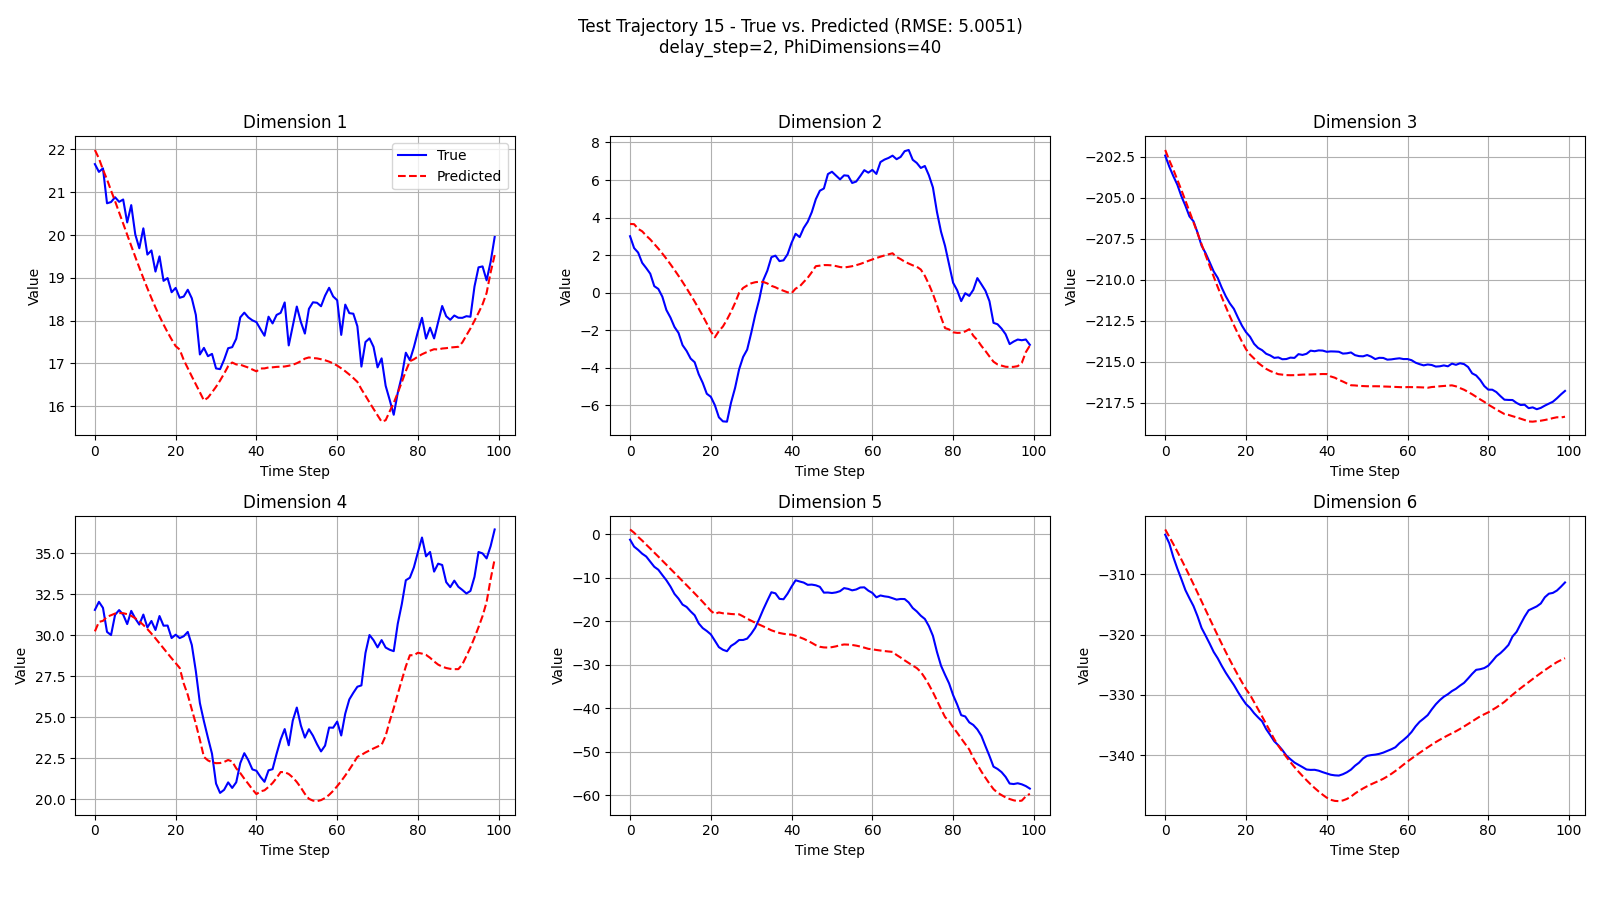 Test Trajectory 15 - True vs. Predicted (RMSE: 5.0051)
delay_step=2, PhiDimensions=40
Dimension 1
22
21
20
19
18
17
16
Value
0 20 40 60 80 100
Time Step
True
Predicted
Dimension 2
8
6
4
2
0
−2
−4
−6
Value
0 20 40 60 80 100
Time Step
Dimension 3
−202.5
−205.0
−207.5
−210.0
−212.5
−215.0
−217.5
Value
0 20 40 60 80 100
Time Step
Dimension 4
35.0
32.5
30.0
27.5
25.0
22.5
20.0
Value
0 20 40 60 80 100
Time Step
Dimension 5
0
−10
−20
−30
−40
−50
−60
Value
0 20 40 60 80 100
Time Step
Dimension 6
−310
−320
−330
−340
Value
0 20 40 60 80 100
Time Step